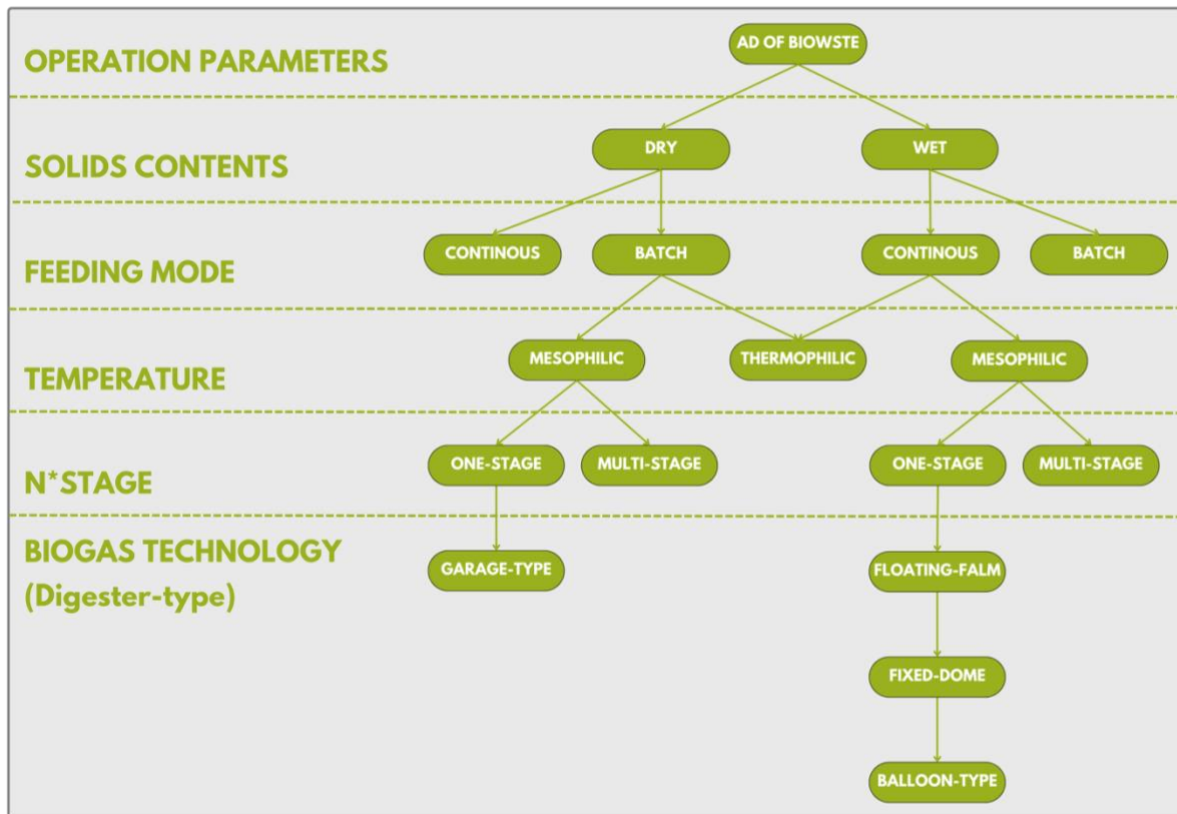 OPERATION PARAMETERS
AD OF BIOWSTE
SOLIDS CONTENTS
DRY
WET
FEEDING MODE
CONTINOUS
BATCH
CONTINOUS
BATCH
TEMPERATURE
MESOPHILIC
THERMOPHILIC
MESOPHILIC
N*STAGE
ONE-STAGE
MULTI-STAGE
ONE-STAGE
MULTI-STAGE
BIOGAS TECHNOLOGY
(Digester-type)
GARAGE-TYPE
FLOATING-FALM
FIXED-DOME
BALLOON-TYPE